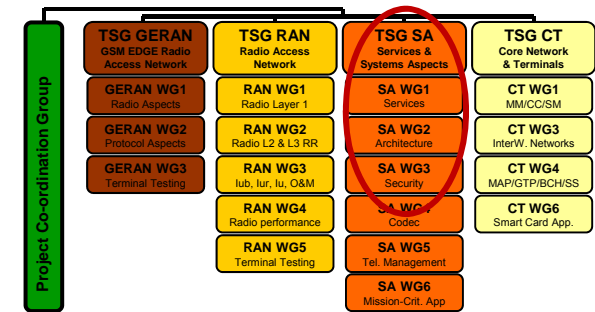 Project Co-ordination Group
TSG GERAN
GSM EDGE Radio
Access Network
GERAN WG1
Radio Aspects
GERAN WG2
Protocol Aspects
GERAN WG3
Terminal Testing
TSG RAN
Radio Access
Network
RAN WG1
Radio Layer 1
RAN WG2
Radio L2 & L3 RR
RAN WG3
Iub, Iur, Iu, O&M
RAN WG4
Radio performance
RAN WG5
Terminal Testing
TSG SA
Services &
Systems Aspects
SA WG1
Services
SA WG2
Architecture
SA WG3
Security
SA WG4
Codec
SA WG5
Tel. Management
SA WG6
Mission-Crit. App
TSG CT
Core Network
& Terminals
CT WG1
MM/CC/SM
CT WG3
InterW. Networks
CT WG4
MAP/GTP/BCH/SS
CT WG6
Smart Card App.